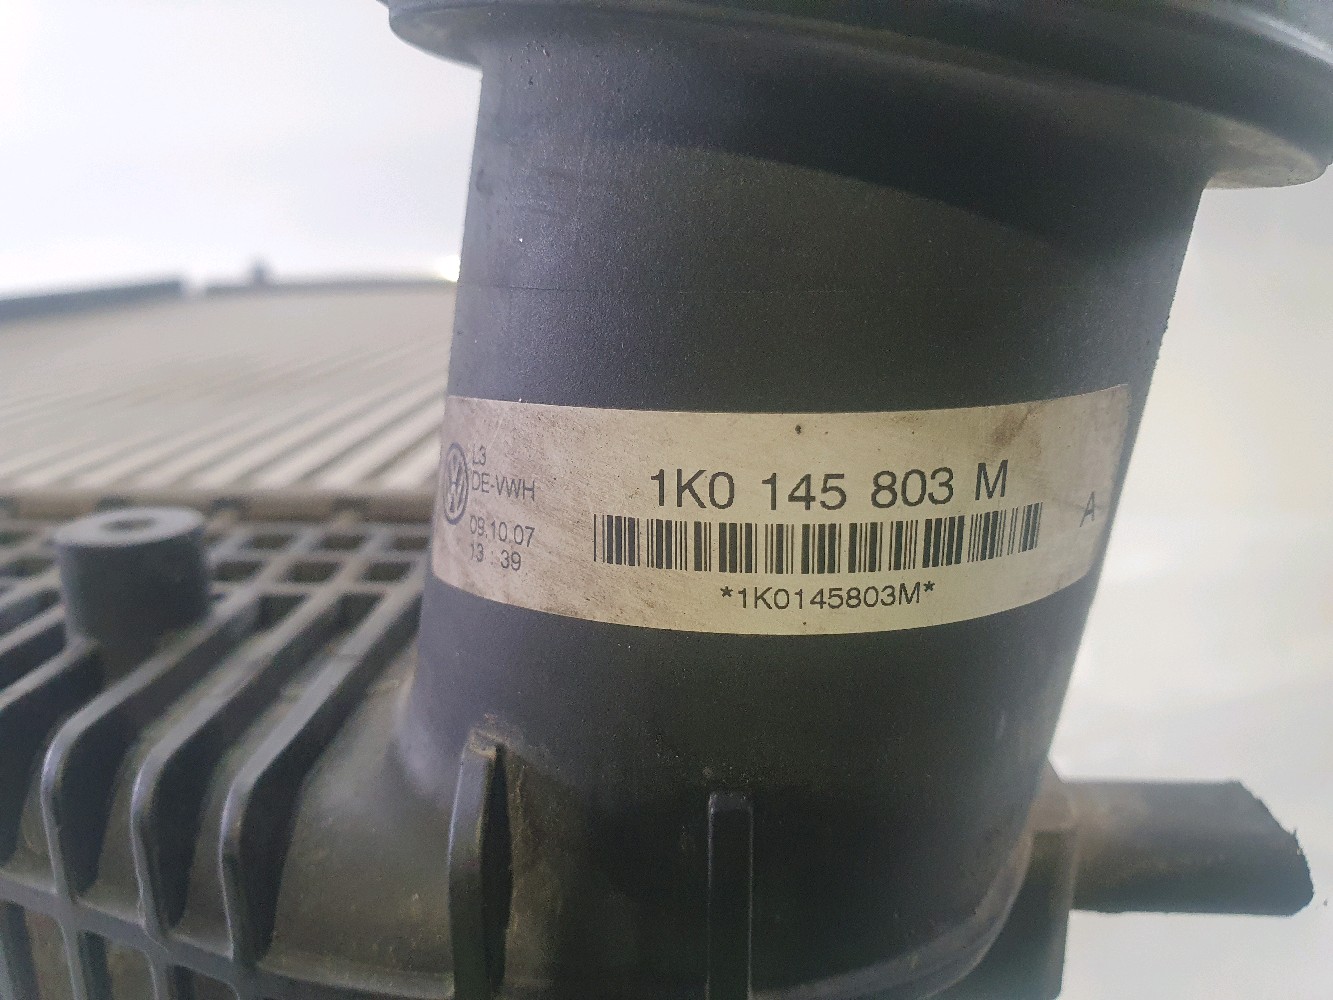 L3
DE-VWH
09.10.07
13:39
1K0 145 803 M
A
*1K0145803M*